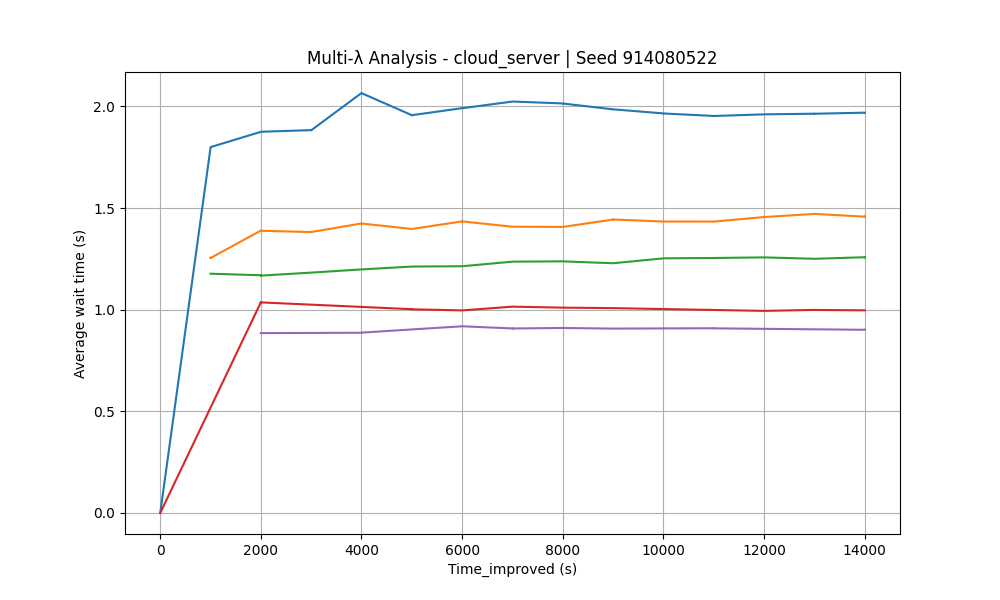 Multi-λ Analysis - cloud_server | Seed 914080522
2.0
1.5
1.0
0.5
0.0
Average wait time (s)
0 2000 4000 6000 8000 10000 12000 14000
Time_improved (s)